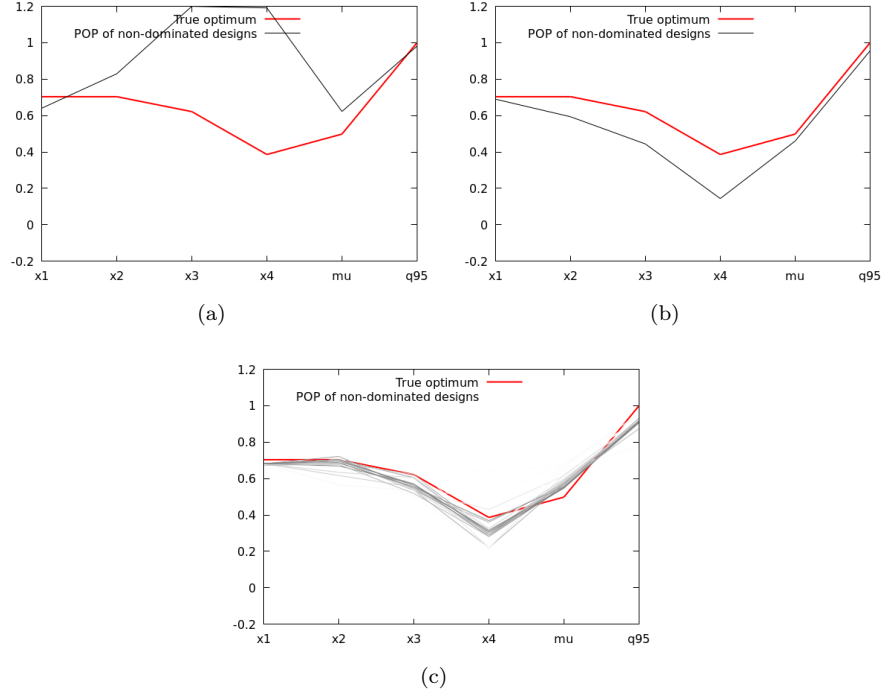 1.2
True optimum
POP of non-dominated designs
1
0.8
0.6
0.4
0.2
0
-0.2
x1 x2 x3 x4 mu q95
(a)
1.2
True optimum
POP of non-dominated designs
1
0.8
0.6
0.4
0.2
0
-0.2
x1 x2 x3 x4 mu q95
(b)
1.2
True optimum
POP of non-dominated designs
1
0.8
0.6
0.4
0.2
0
-0.2
x1 x2 x3 x4 mu q95
(c)